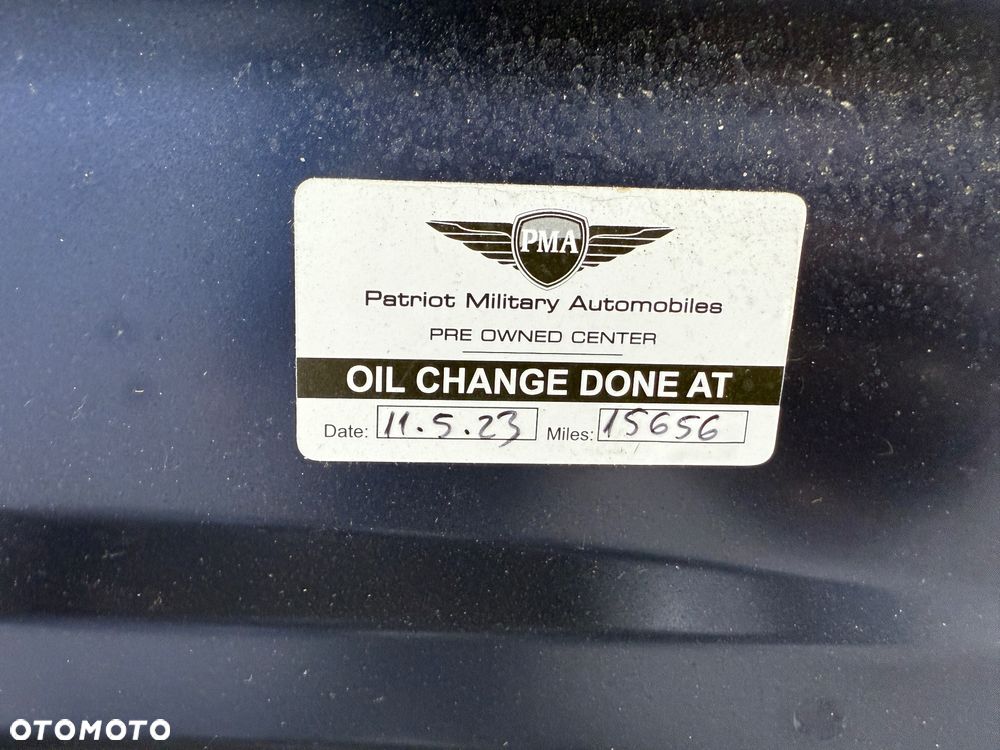 PMA
Patriot Military Automobiles
PRE OWNED CENTER
OIL CHANGE DONE AT
Date: 11.5.23 Miles: 15656
OTOMOTO